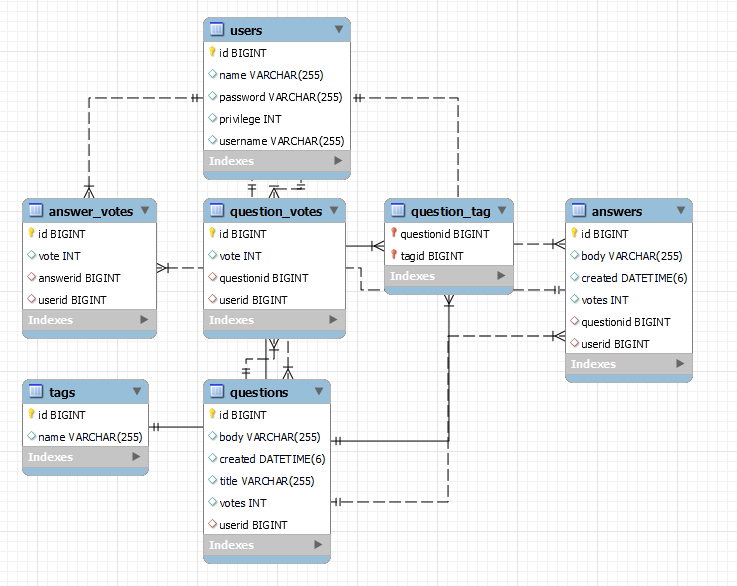 users
id BIGINT
name VARCHAR(255)
password VARCHAR(255)
privilege INT
username VARCHAR(255)
Indexes
answer_votes
id BIGINT
vote INT
answerid BIGINT
userid BIGINT
Indexes
question_votes
id BIGINT
vote INT
questionid BIGINT
userid BIGINT
Indexes
question_tag
questionid BIGINT
tagid BIGINT
Indexes
answers
id BIGINT
body VARCHAR(255)
created DATETIME(6)
votes INT
questionid BIGINT
userid BIGINT
Indexes
tags
id BIGINT
name VARCHAR(255)
Indexes
questions
id BIGINT
body VARCHAR(255)
created DATETIME(6)
title VARCHAR(255)
votes INT
userid BIGINT
Indexes